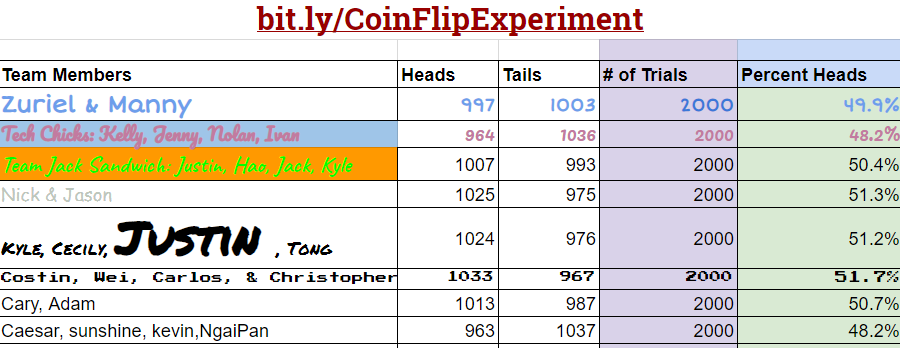 bit.ly/CoinFlipExperiment
Team Members Heads Tails # of Trials Percent Heads
Zuriel & Manny 997 1003 2000 49.9%
Tech Chicks: Kelly, Jenny, Nolan, Ivan 964 1036 2000 48.2%
Team Jack Sandwich: Justin, Hao, Jack, Kyle 1007 993 2000 50.4%
Nick & Jason 1025 975 2000 51.3%
Kyle, Cecily, Justin , Tong 1024 976 2000 51.2%
Costin, Wei, Carlos, & Christopher 1033 967 2000 51.7%
Cary, Adam 1013 987 2000 50.7%
Caesar, sunshine, kevin,NgaiPan 963 1037 2000 48.2%